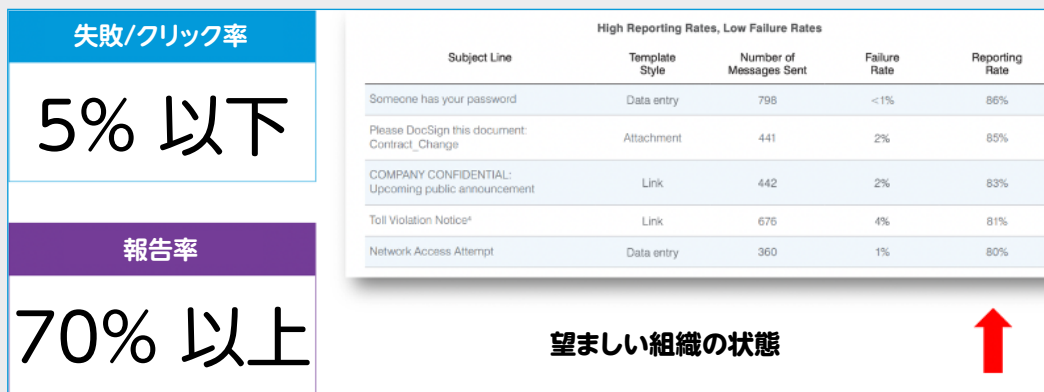 失敗/クリック率
5% 以下
報告率
70% 以上
High Reporting Rates, Low Failure Rates
Subject Line Template Style Number of Messages Sent Failure Rate Reporting Rate
Someone has your password Data entry 798 <1% 86%
Please DocSign this document: Contract_Change Attachment 441 2% 85%
COMPANY CONFIDENTIAL: Upcoming public announcement Link 442 2% 83%
Toll Violation Notice⁴ Link 676 4% 81%
Network Access Attempt Data entry 360 1% 80%
望ましい組織の状態